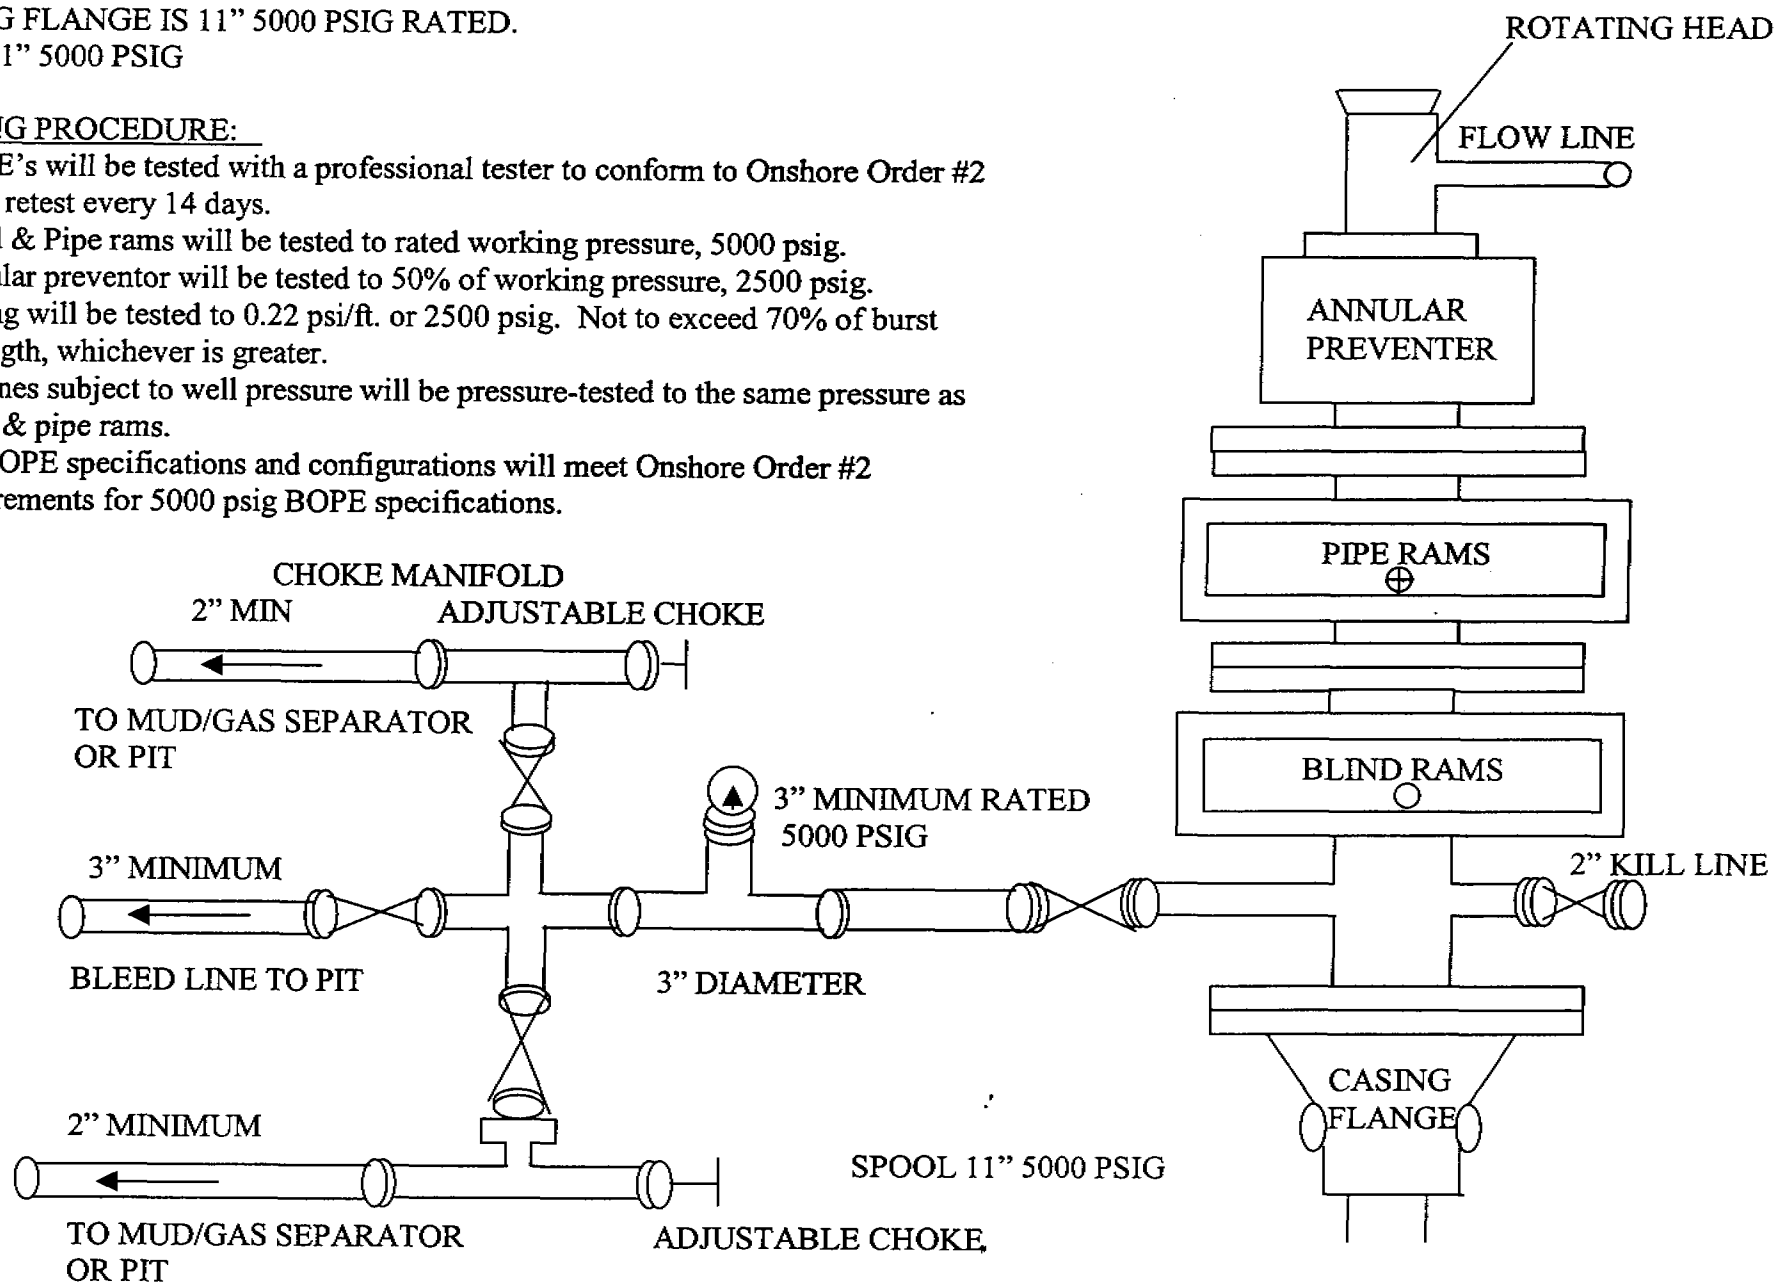 G FLANGE IS 11” 5000 PSIG RATED.
1” 5000 PSIG
NG PROCEDURE:
E’s will be tested with a professional tester to conform to Onshore Order #2
retest every 14 days.
& Pipe rams will be tested to rated working pressure, 5000 psig.
lar preventor will be tested to 50% of working pressure, 2500 psig.
g will be tested to 0.22 psi/ft. or 2500 psig. Not to exceed 70% of burst
gth, whichever is greater.
nes subject to well pressure will be pressure-tested to the same pressure as
& pipe rams.
OPE specifications and configurations will meet Onshore Order #2
rements for 5000 psig BOPE specifications.
ROTATING HEAD
FLOW LINE
ANNULAR
PREVENTER
PIPE RAMS
BLIND RAMS
2” KILL LINE
CASING
FLANGE
CHOKE MANIFOLD
2” MIN
ADJUSTABLE CHOKE
TO MUD/GAS SEPARATOR
OR PIT
3” MINIMUM RATED
5000 PSIG
3” MINIMUM
BLEED LINE TO PIT
3” DIAMETER
2” MINIMUM
SPOOL 11” 5000 PSIG
TO MUD/GAS SEPARATOR
OR PIT
ADJUSTABLE CHOKE